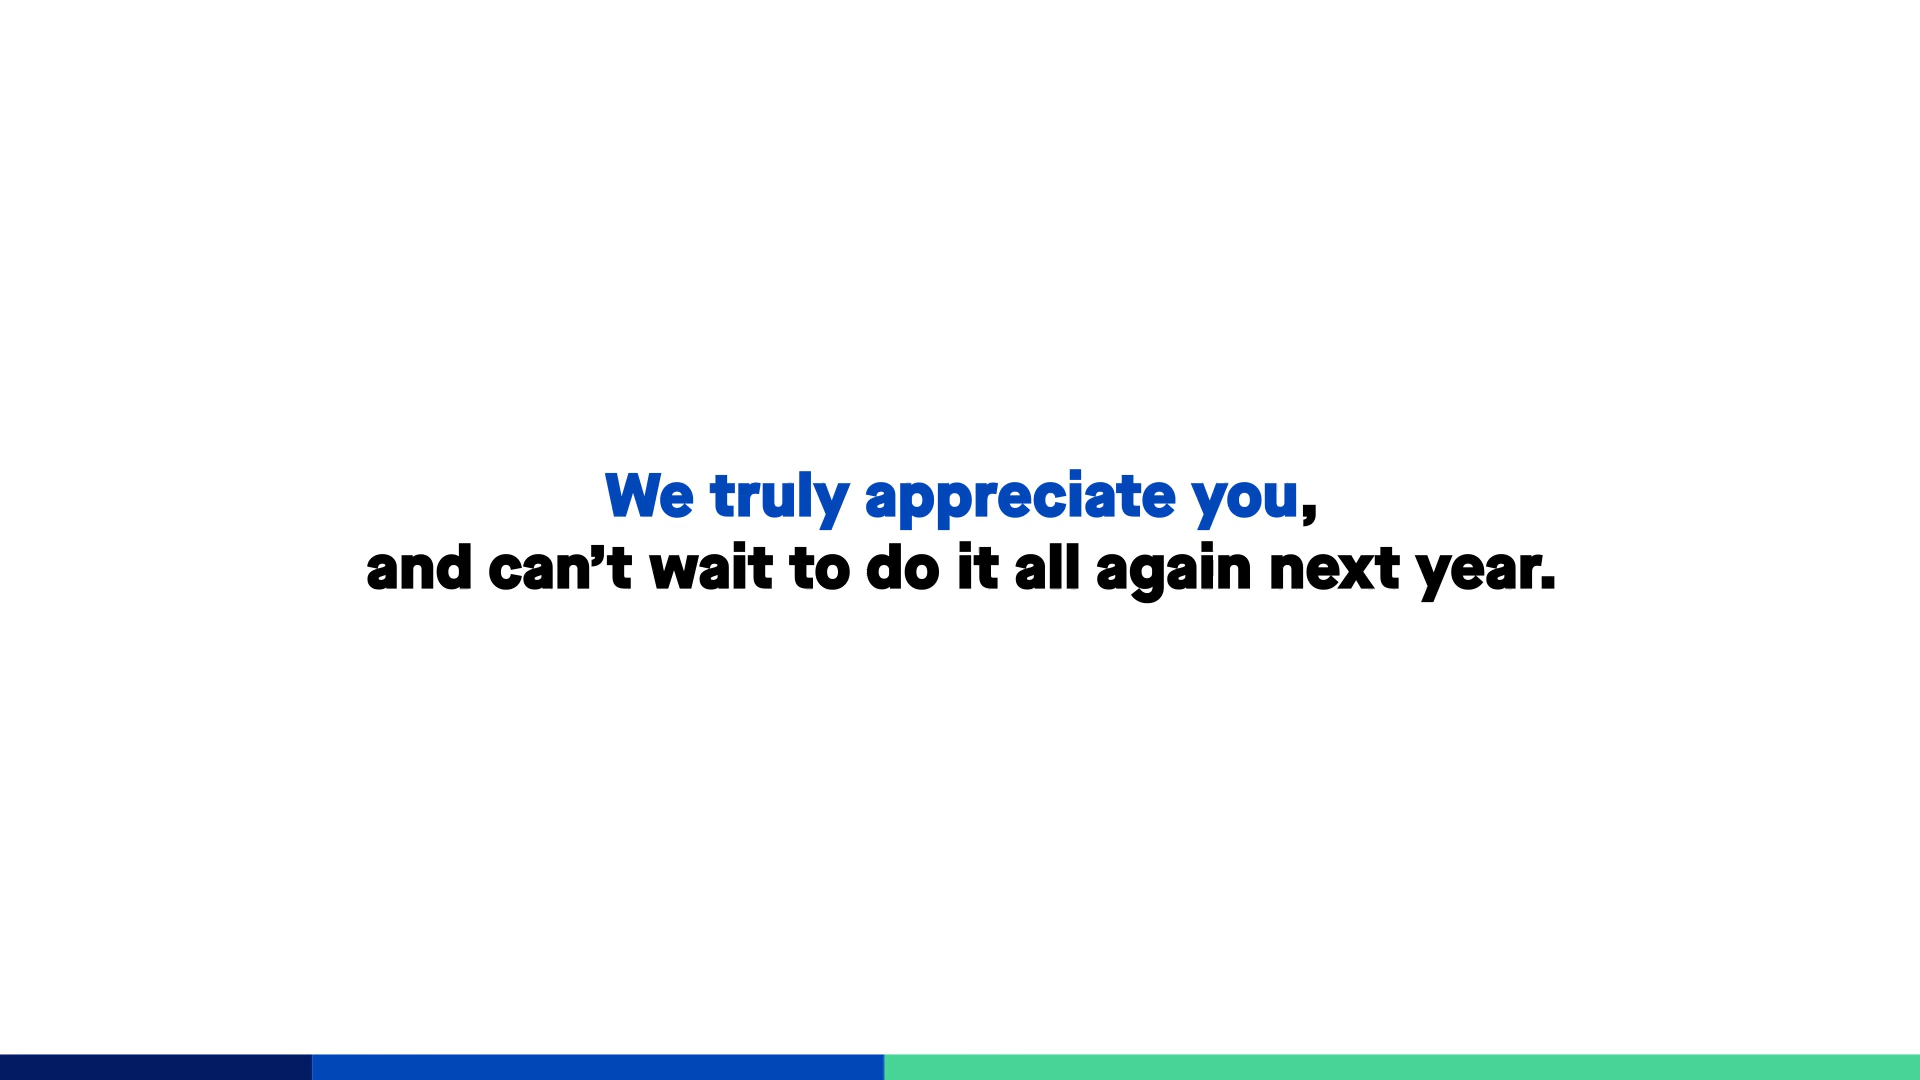 We truly appreciate you,
and can’t wait to do it all again next year.